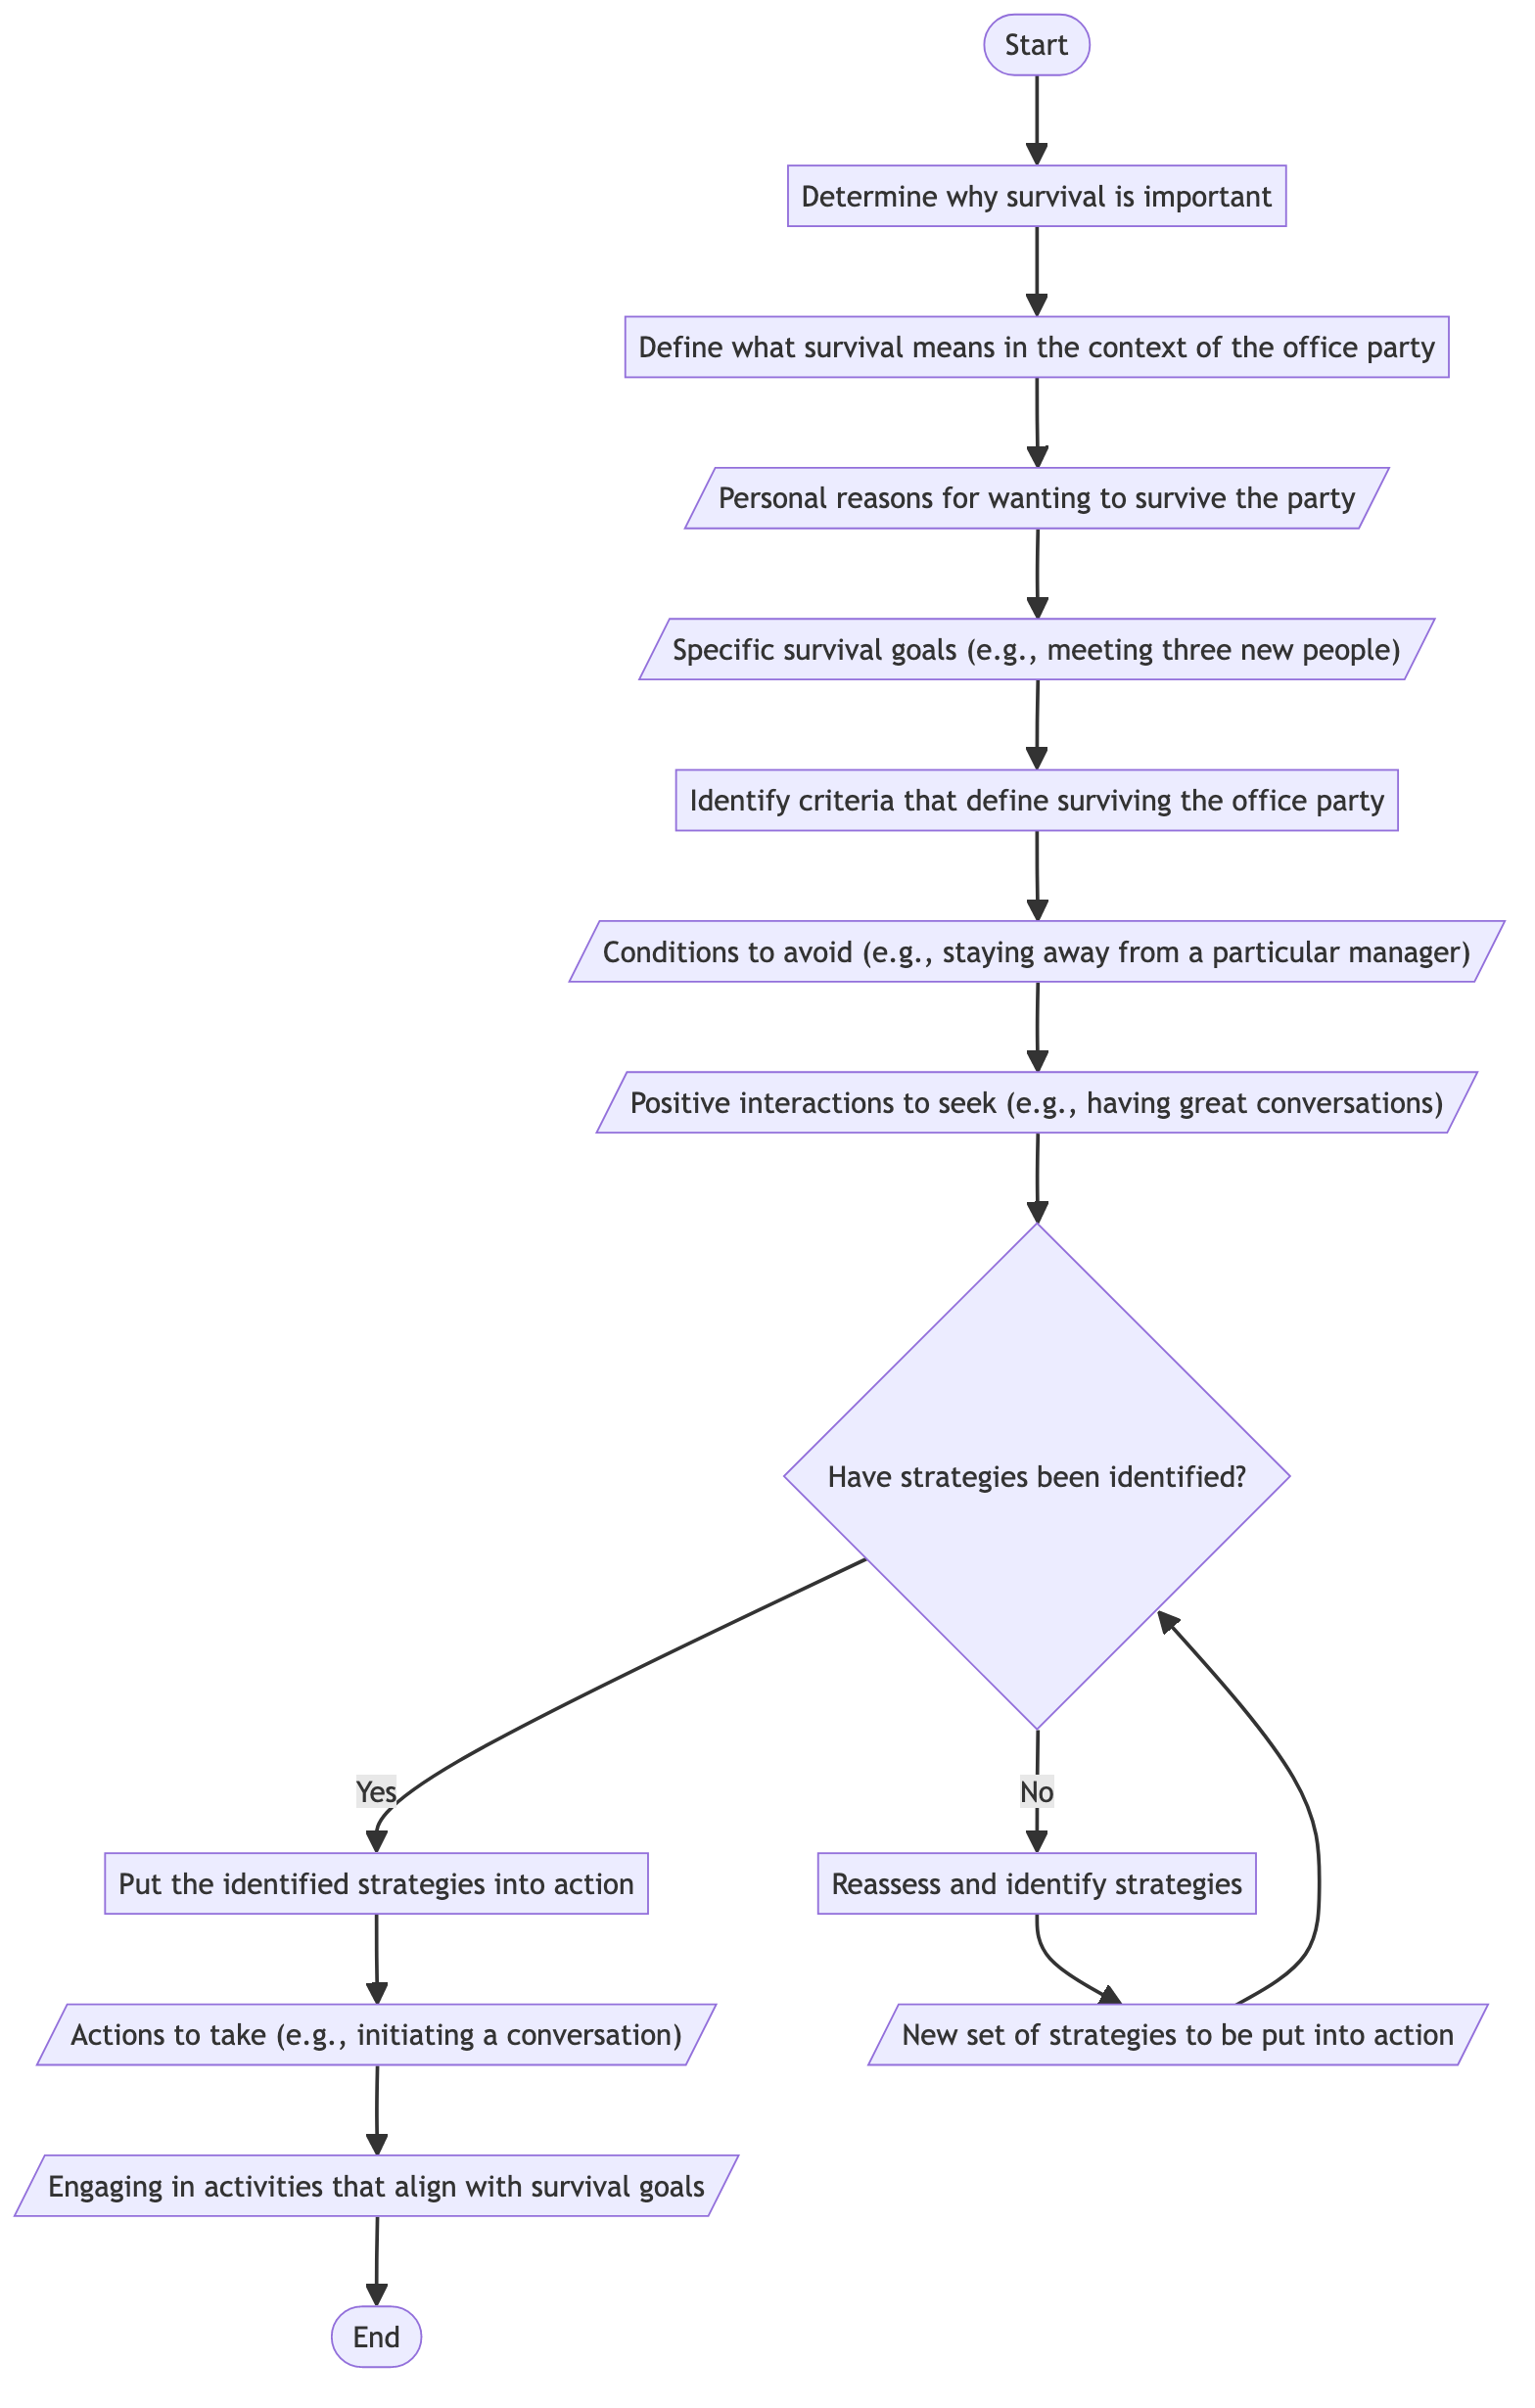 Start
Determine why survival is important
Define what survival means in the context of the office party
Personal reasons for wanting to survive the party
Specific survival goals (e.g., meeting three new people)
Identify criteria that define surviving the office party
Conditions to avoid (e.g., staying away from a particular manager)
Positive interactions to seek (e.g., having great conversations)
Have strategies been identified?
Yes
No
Put the identified strategies into action
Reassess and identify strategies
Actions to take (e.g., initiating a conversation)
New set of strategies to be put into action
Engaging in activities that align with survival goals
End